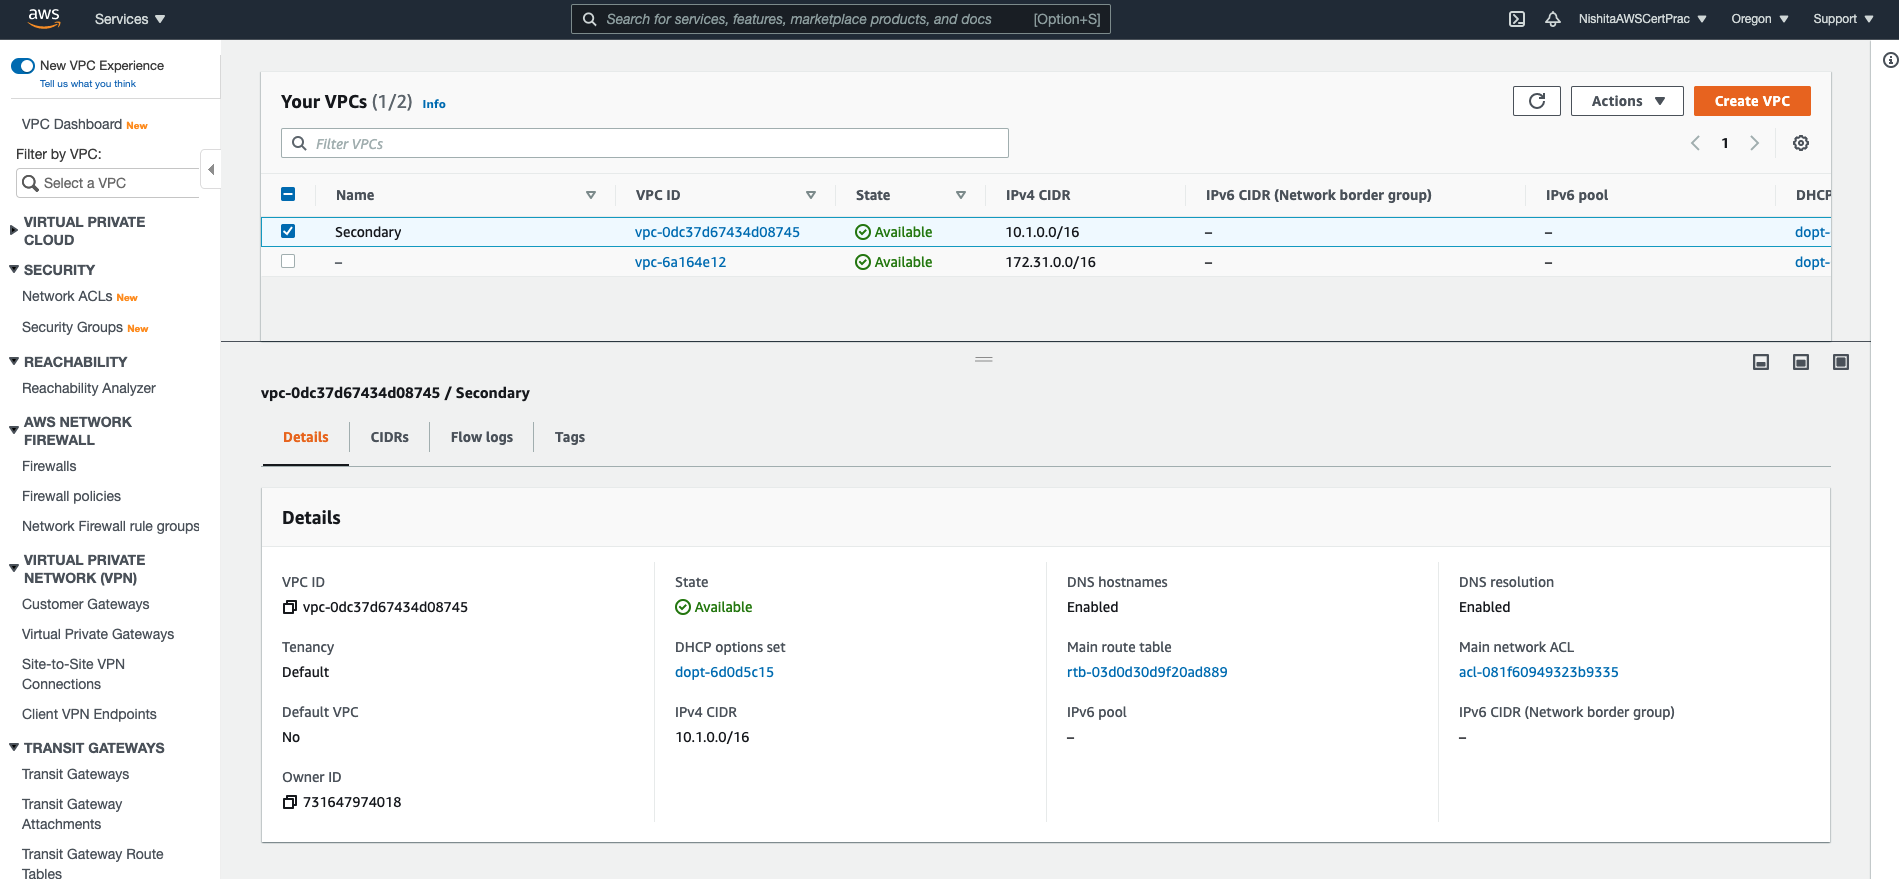 aws
Services
Search for services, features, marketplace products, and docs
[Option+S]
NishitaAWSCertPrac
Oregon
Support
New VPC Experience
Tell us what you think
VPC Dashboard New
Filter by VPC:
Select a VPC
VIRTUAL PRIVATE
CLOUD
SECURITY
Network ACLs New
Security Groups New
REACHABILITY
Reachability Analyzer
AWS NETWORK
FIREWALL
Firewalls
Firewall policies
Network Firewall rule groups
VIRTUAL PRIVATE
NETWORK (VPN)
Customer Gateways
Virtual Private Gateways
Site-to-Site VPN
Connections
Client VPN Endpoints
TRANSIT GATEWAYS
Transit Gateways
Transit Gateway
Attachments
Transit Gateway Route
Tables
Your VPCs (1/2) Info
Actions
Create VPC
Filter VPCs
1
Name VPC ID State IPv4 CIDR IPv6 CIDR (Network border group) IPv6 pool DHCP
Secondary vpc-0dc37d67434d08745 Available 10.1.0.0/16 – – dopt-
– vpc-6a164e12 Available 172.31.0.0/16 – – dopt-
vpc-0dc37d67434d08745 / Secondary
Details CIDRs Flow logs Tags
Details
VPC ID
vpc-0dc37d67434d08745
State
Available
DNS hostnames
Enabled
DNS resolution
Enabled
Tenancy
Default
DHCP options set
dopt-6d0d5c15
Main route table
rtb-03d0d30d9f20ad889
Main network ACL
acl-081f60949323b9335
Default VPC
No
IPv4 CIDR
10.1.0.0/16
IPv6 pool
–
IPv6 CIDR (Network border group)
–
Owner ID
731647974018